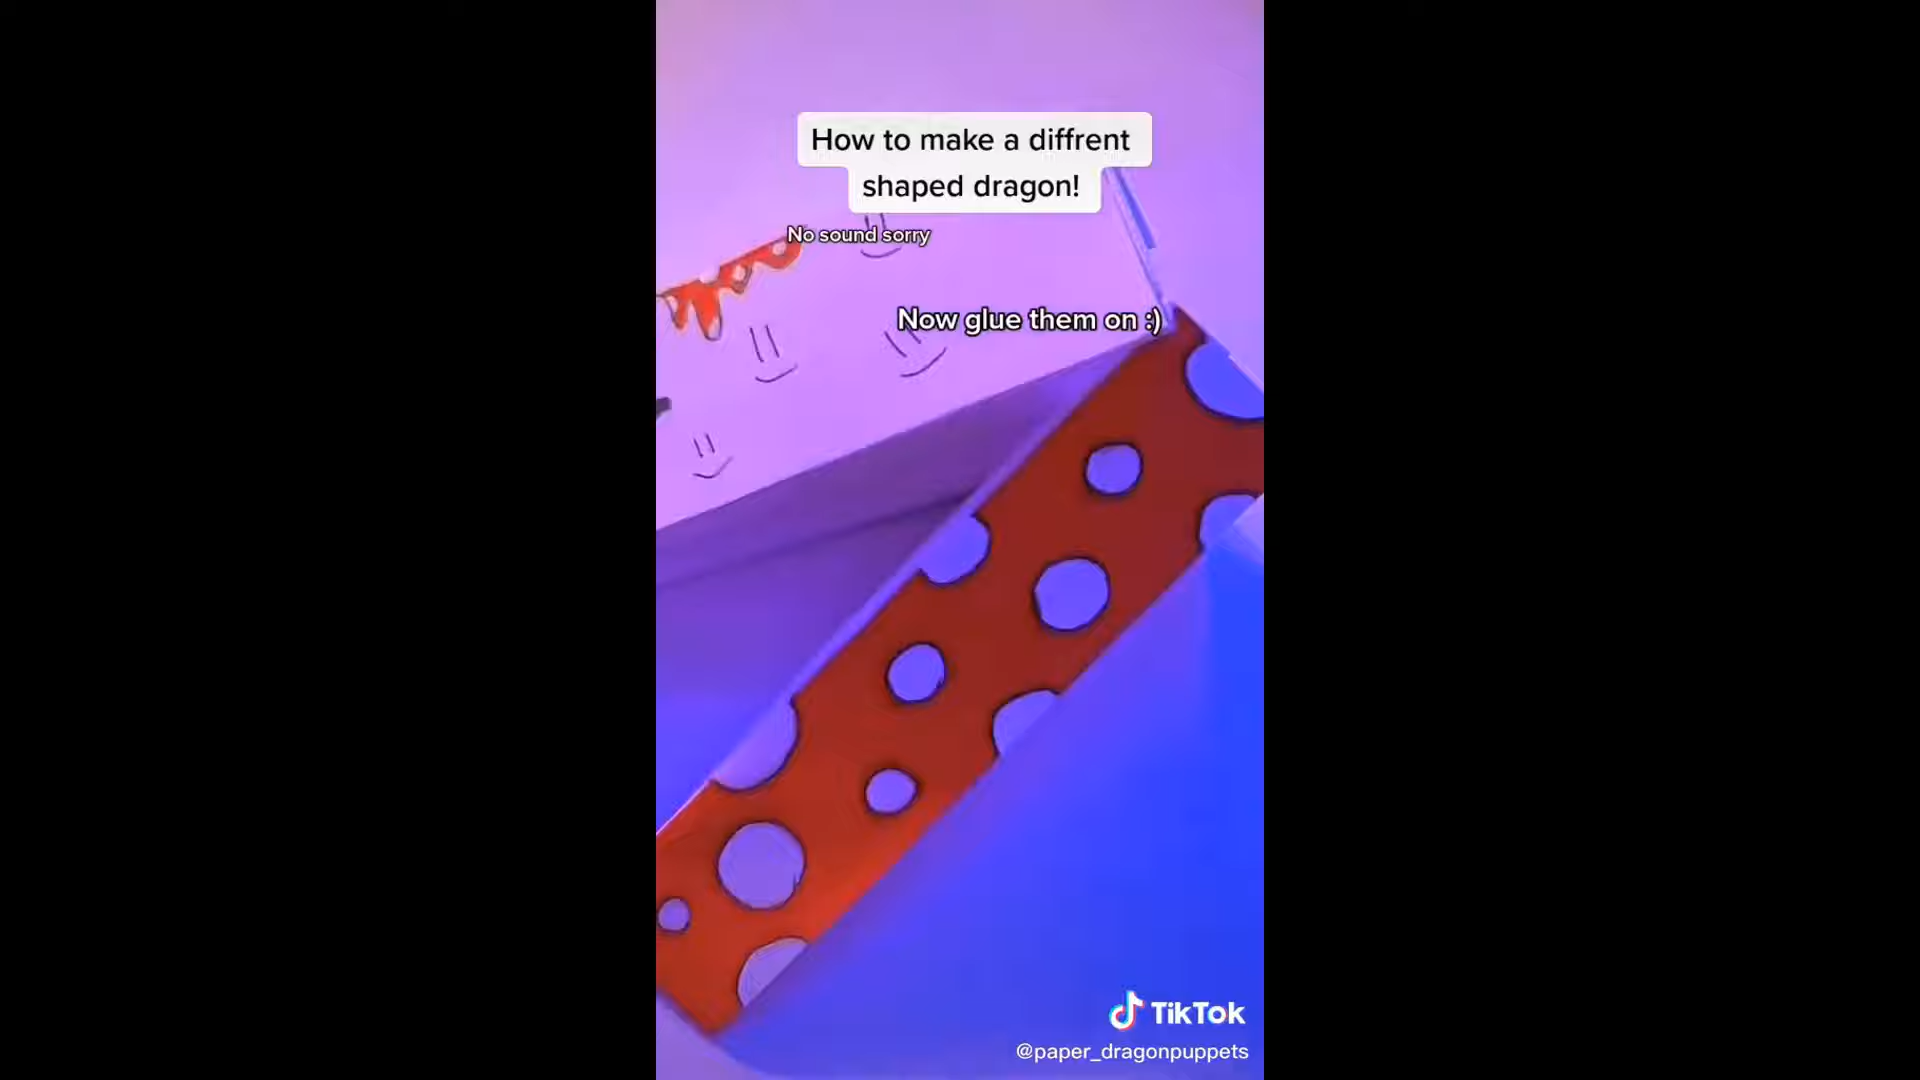 How to make a diffrent
shaped dragon!
No sound sorry
Now glue them on :)
TikTok
@paper_dragonpuppets